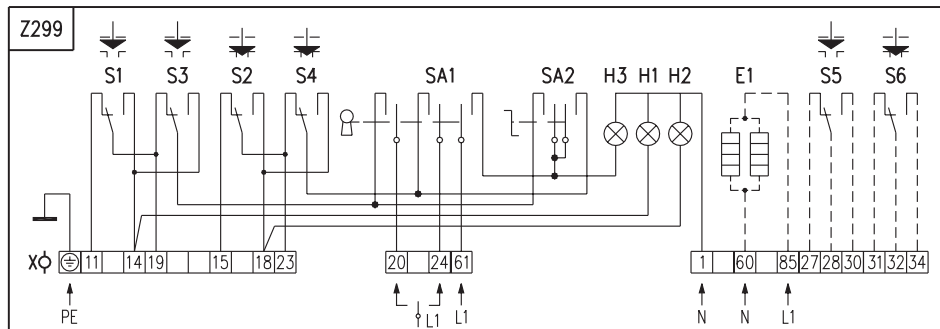 Z299
S1 S3 S2 S4 SA1 SA2 H3 H1 H2 E1 S5 S6
X 11 14 19 15 18 23 20 24 61 1 60 85 27 28 30 31 32 34
PE L1 L1 N N L1